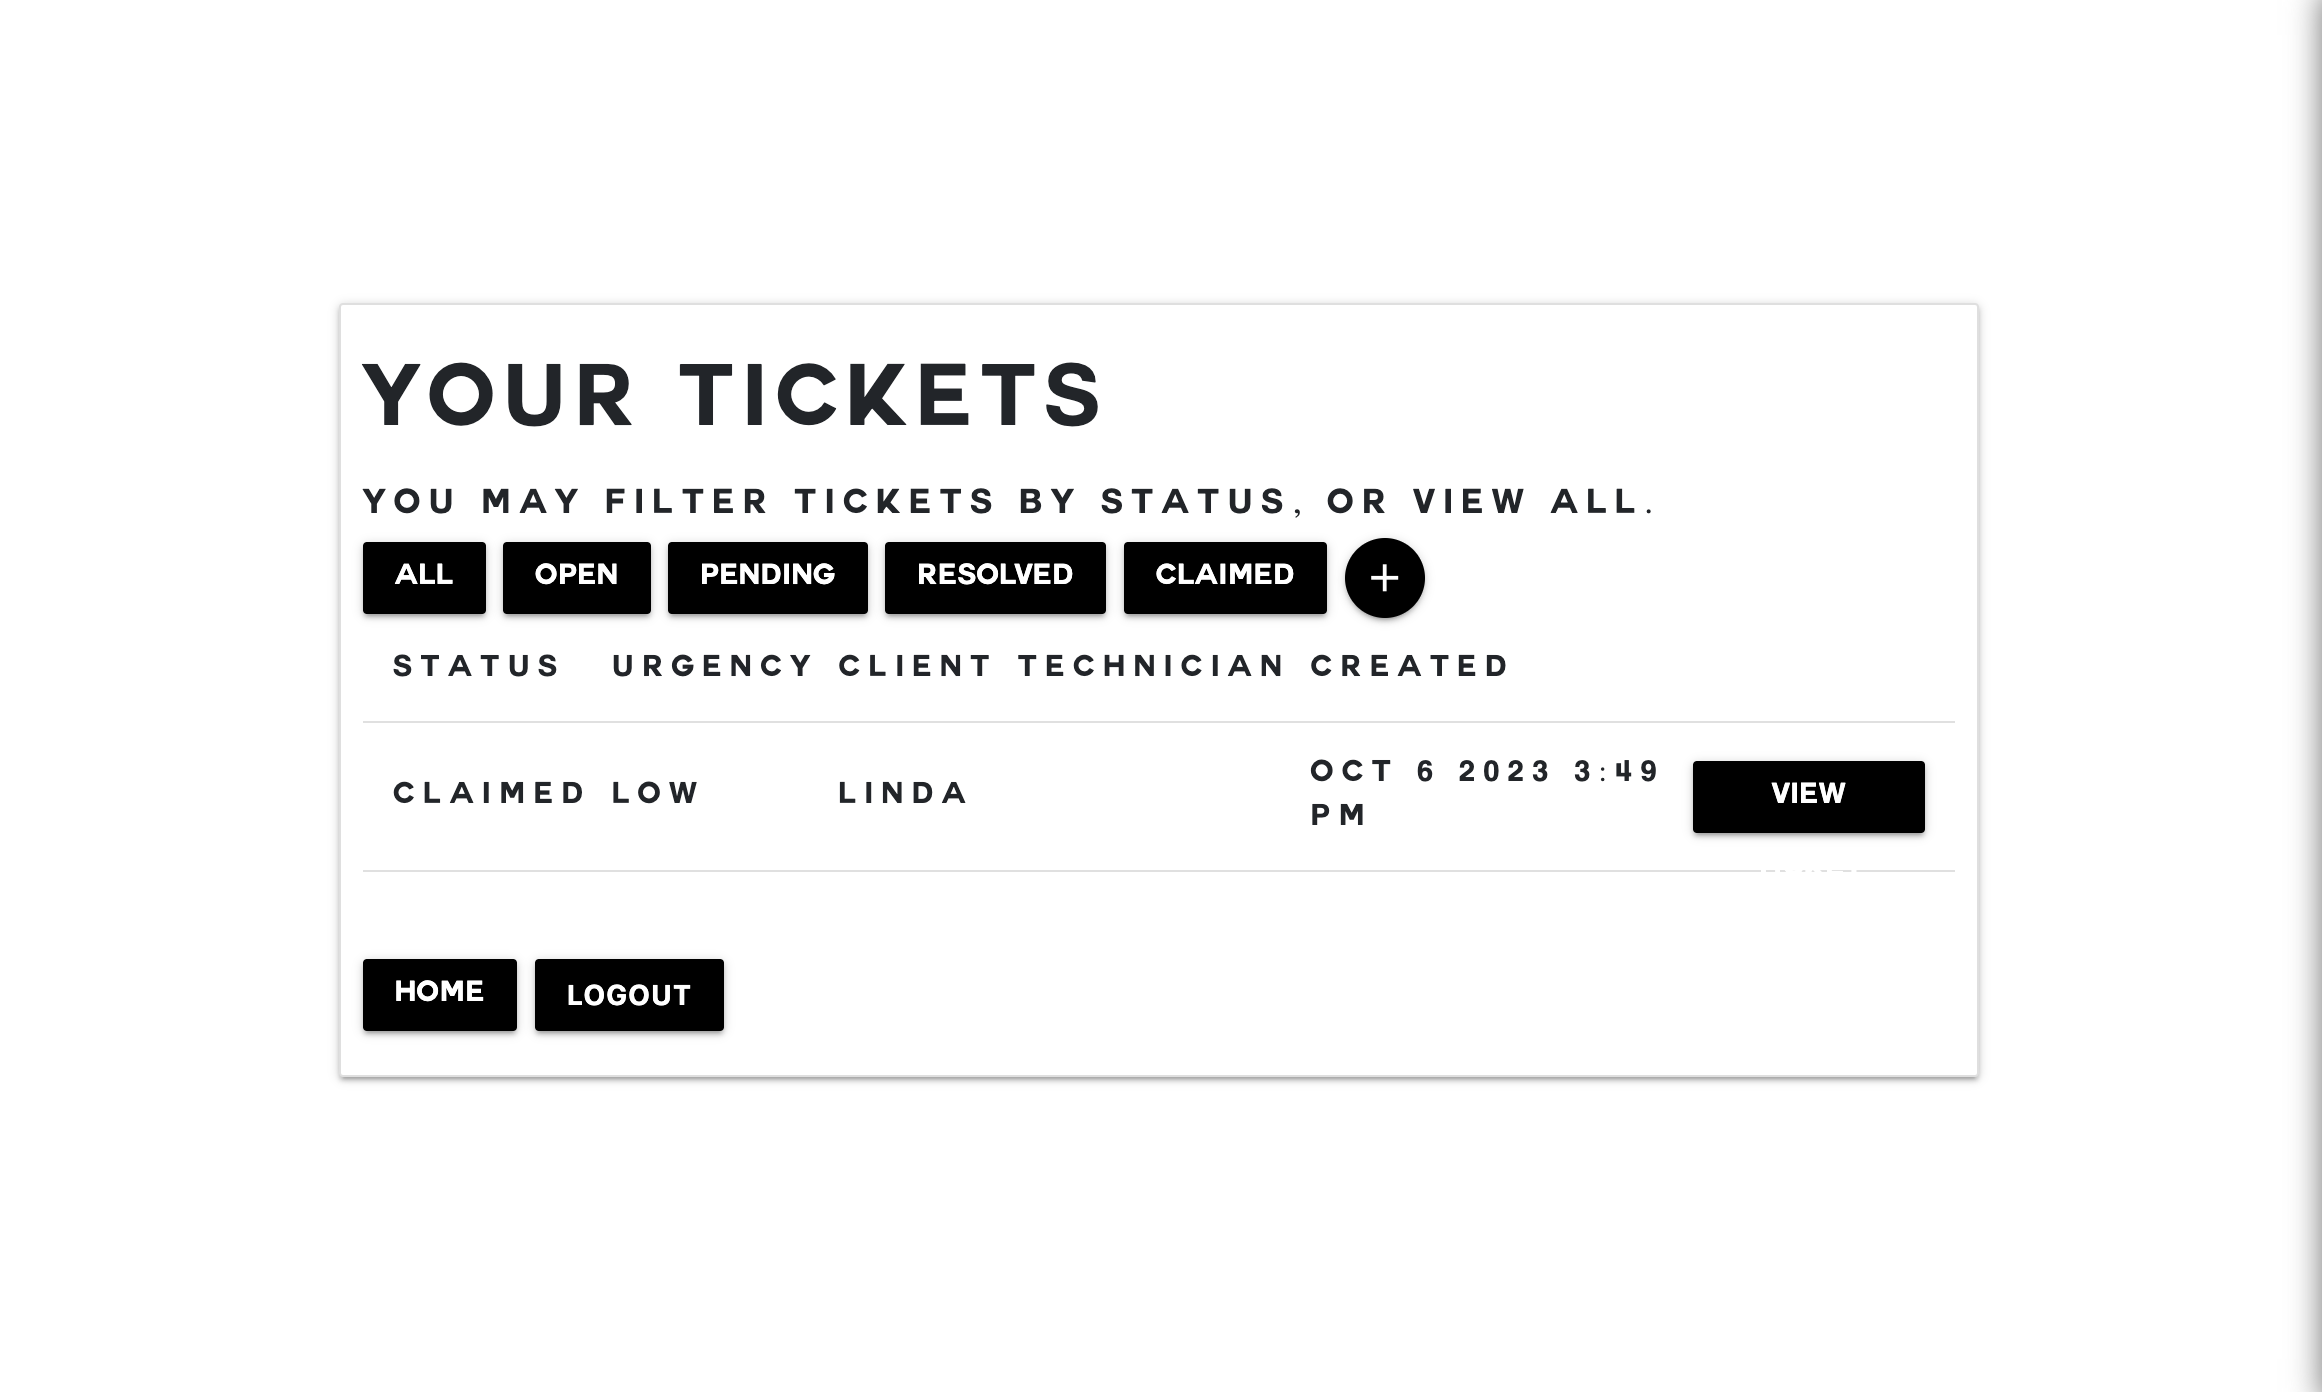 YOUR TICKETS
YOU MAY FILTER TICKETS BY STATUS, OR VIEW ALL.
ALL OPEN PENDING RESOLVED CLAIMED +
STATUS URGENCY CLIENT TECHNICIAN CREATED
CLAIMED LOW LINDA OCT 6 2023 3:49 PM VIEW
HOME LOGOUT